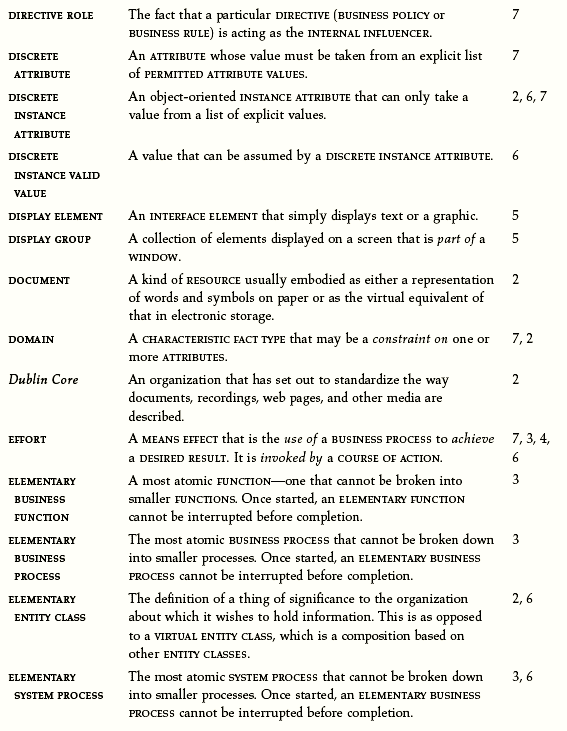 DIRECTIVE ROLE The fact that a particular DIRECTIVE (BUSINESS POLICY or 7
BUSINESS RULE) is acting as the INTERNAL INFLUENCER.
DISCRETE An ATTRIBUTE whose value must be taken from an explicit list 7
ATTRIBUTE of PERMITTED ATTRIBUTE VALUES.
DISCRETE An object-oriented INSTANCE ATTRIBUTE that can only take a 2, 6, 7
INSTANCE value from a list of explicit values.
ATTRIBUTE
DISCRETE A value that can be assumed by a DISCRETE INSTANCE ATTRIBUTE. 6
INSTANCE VALID
VALUE
DISPLAY ELEMENT An INTERFACE ELEMENT that simply displays text or a graphic. 5
DISPLAY GROUP A collection of elements displayed on a screen that is part of a 5
WINDOW.
DOCUMENT A kind of RESOURCE usually embodied as either a representation 2
of words and symbols on paper or as the virtual equivalent of
that in electronic storage.
DOMAIN A CHARACTERISTIC FACT TYPE that may be a constraint on one or 7, 2
more ATTRIBUTES.
Dublin Core An organization that has set out to standardize the way 2
documents, recordings, web pages, and other media are
described.
EFFORT A MEANS EFFECT that is the use of a BUSINESS PROCESS to achieve 7, 3, 4,
a DESIRED RESULT. It is invoked by a COURSE OF ACTION. 6
ELEMENTARY A most atomic FUNCTION—one that cannot be broken into 3
BUSINESS smaller FUNCTIONS. Once started, an ELEMENTARY FUNCTION
FUNCTION cannot be interrupted before completion.
ELEMENTARY The most atomic BUSINESS PROCESS that cannot be broken down 3
BUSINESS into smaller processes. Once started, an ELEMENTARY BUSINESS
PROCESS PROCESS cannot be interrupted before completion.
ELEMENTARY The definition of a thing of significance to the organization 2, 6
ENTITY CLASS about which it wishes to hold information. This is as opposed
to a VIRTUAL ENTITY CLASS, which is a composition based on
other ENTITY CLASSES.
ELEMENTARY The most atomic SYSTEM PROCESS that cannot be broken down 3, 6
SYSTEM PROCESS into smaller processes. Once started, an ELEMENTARY BUSINESS
PROCESS cannot be interrupted before completion.